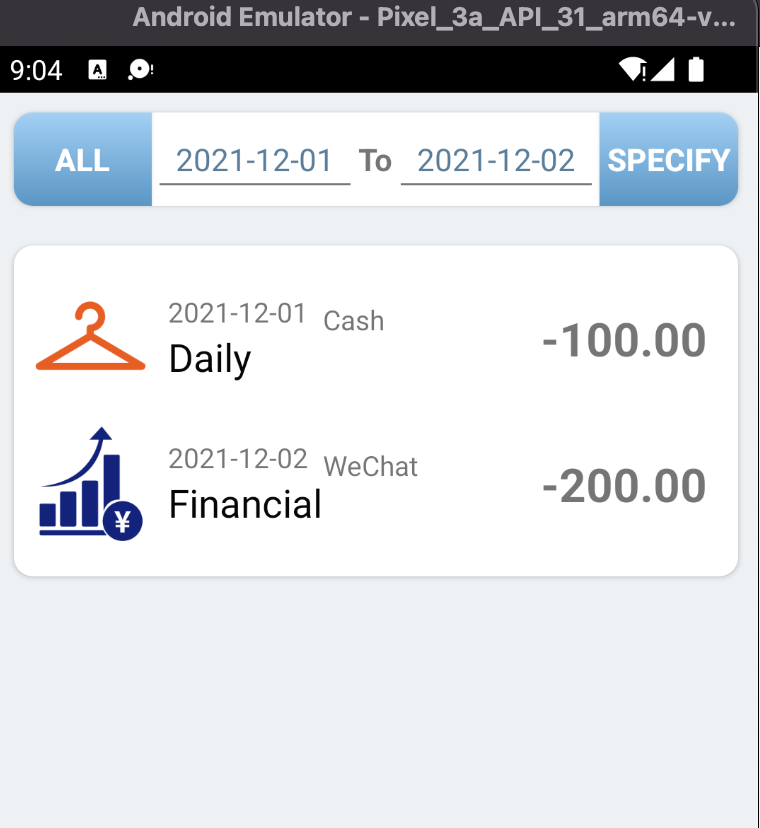 Android Emulator - Pixel_3a_API_31_arm64-v...
9:04
ALL 2021-12-01 To 2021-12-02 SPECIFY
2021-12-01 Cash
Daily
-100.00
2021-12-02 WeChat
Financial
-200.00
¥